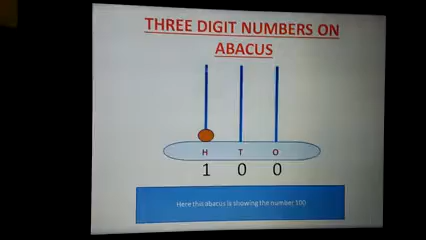 THREE DIGIT NUMBERS ON
ABACUS
H T O
1 0 0
Here this abacus is showing the number 100